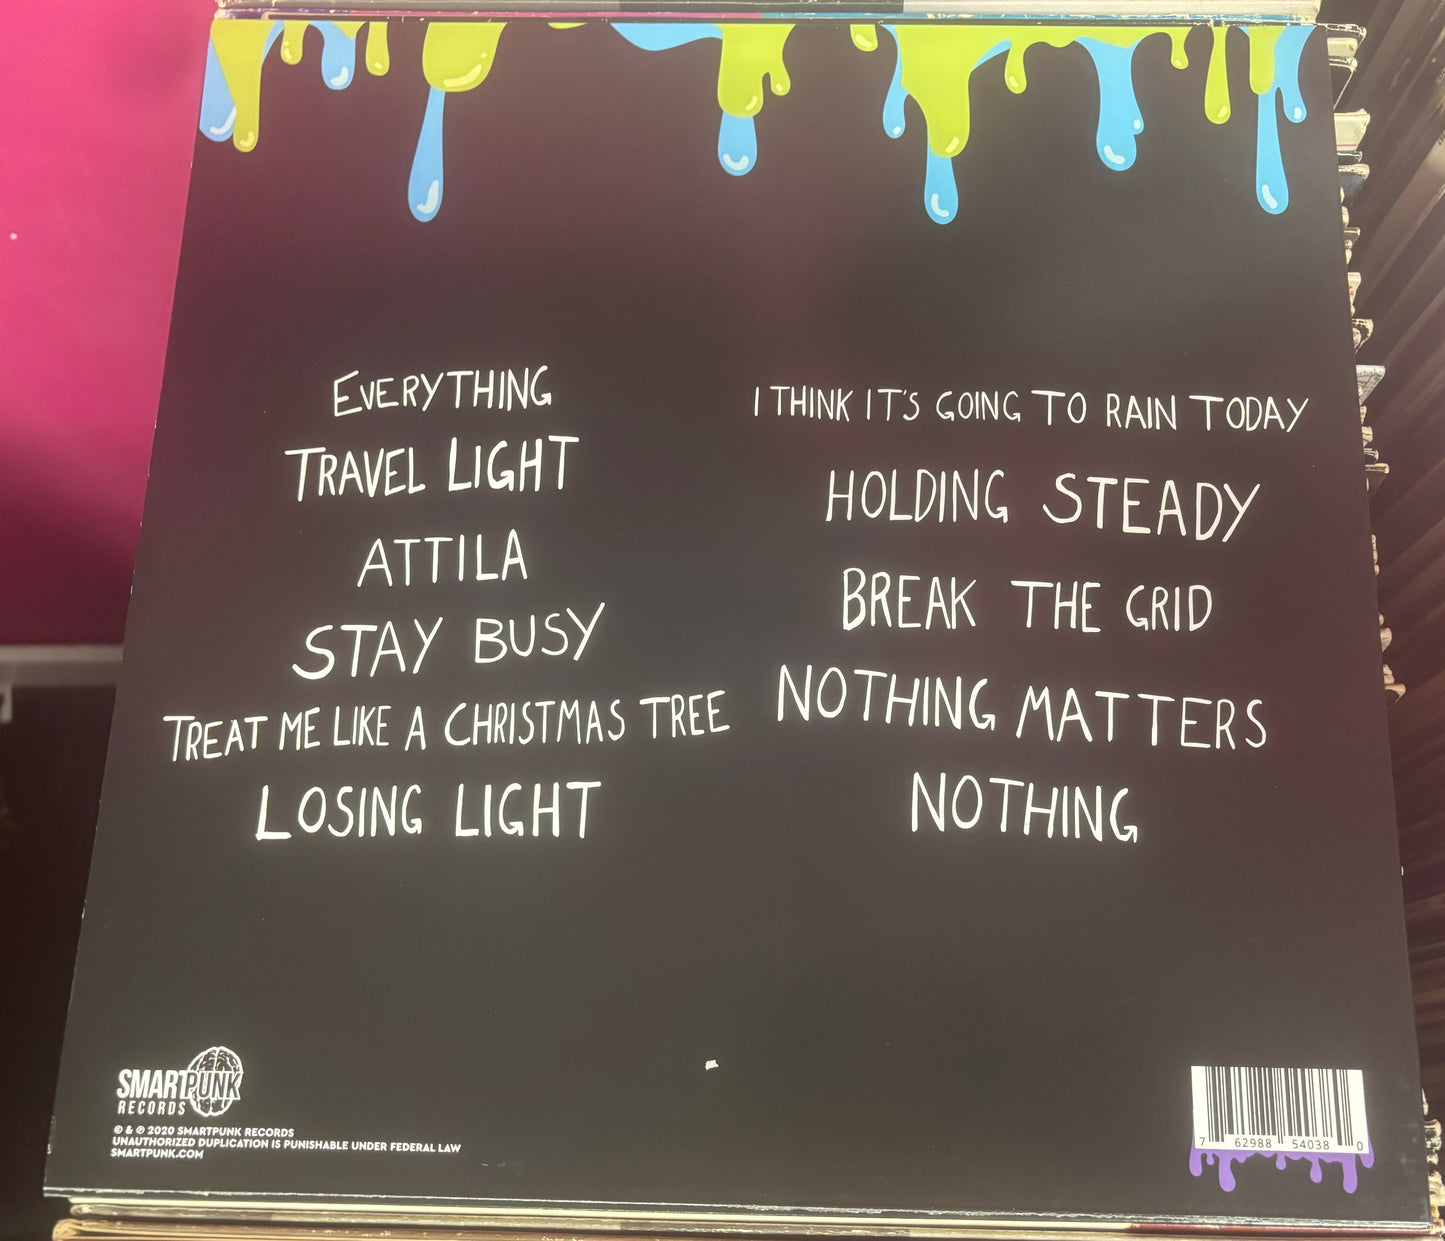 EVERYTHING
TRAVEL LIGHT
ATTILA
STAY BUSY
TREAT ME LIKE A CHRISTMAS TREE
LOSING LIGHT
I THINK IT'S GOING TO RAIN TODAY
HOLDING STEADY
BREAK THE GRID
NOTHING MATTERS
NOTHING
SMARTPUNK
RECORDS
© & ℗ 2020 SMARTPUNK RECORDS
UNAUTHORIZED DUPLICATION IS PUNISHABLE UNDER FEDERAL LAW
SMARTPUNK.COM
7 62988 54038 0